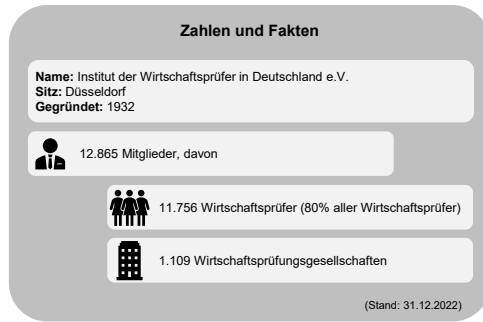 Zahlen und Fakten
Name: Institut der Wirtschaftsprüfer in Deutschland e.V.
Sitz: Düsseldorf
Gegründet: 1932
12.865 Mitglieder, davon
11.756 Wirtschaftsprüfer (80% aller Wirtschaftsprüfer)
1.109 Wirtschaftsprüfungsgesellschaften
(Stand: 31.12.2022)